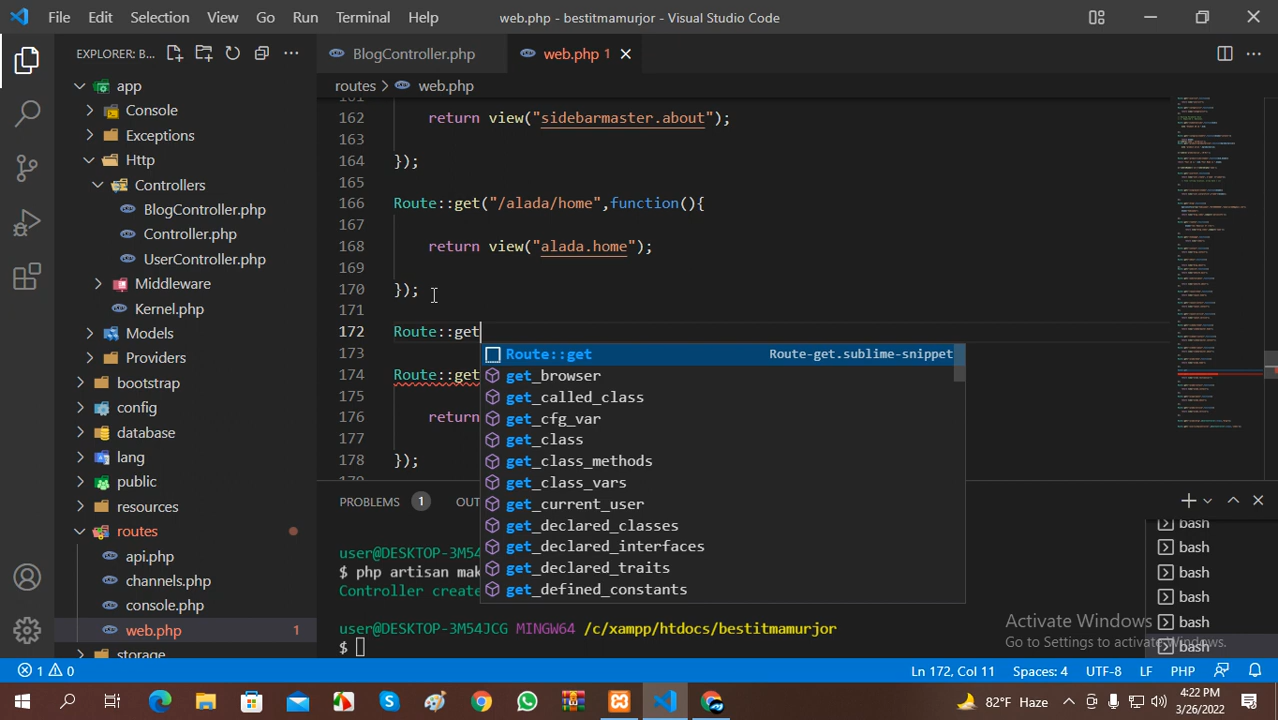 File Edit Selection View Go Run Terminal Help web.php - bestitmamurjor - Visual Studio Code
EXPLORER: B...
app
Console
Exceptions
Http
Controllers
BlogController.php
Controller.php
UserController.php
Middleware
Kernel.php
Models
Providers
bootstrap
config
database
lang
public
resources
routes
api.php
channels.php
console.php
web.php 1
storage
BlogController.php web.php 1
routes > web.php
161
162 return view("sidebarmaster.about");
163
164 });
165
166 Route::get("/alada/home",function(){
167
168 return view("alada.home");
169
170 });
171
172 Route::get
173
174 Route::get
175
176 return
177
178 });
Route::get Route-get.sublime-snippet
get_browser
get_called_class
get_cfg_var
get_class
get_class_methods
get_class_vars
get_current_user
get_declared_classes
get_declared_interfaces
get_declared_traits
get_defined_constants
PROBLEMS 1 OUT
user@DESKTOP-3M54
$ php artisan mak
Controller create
user@DESKTOP-3M54JCG MINGW64 /c/xampp/htdocs/bestitmamurjor
$
bash
bash
bash
bash
bash
bash
Activate Windows
Go to Settings to activate Windows.
1 0 Ln 172, Col 11 Spaces: 4 UTF-8 LF PHP
82°F Haze
4:22 PM
3/26/2022